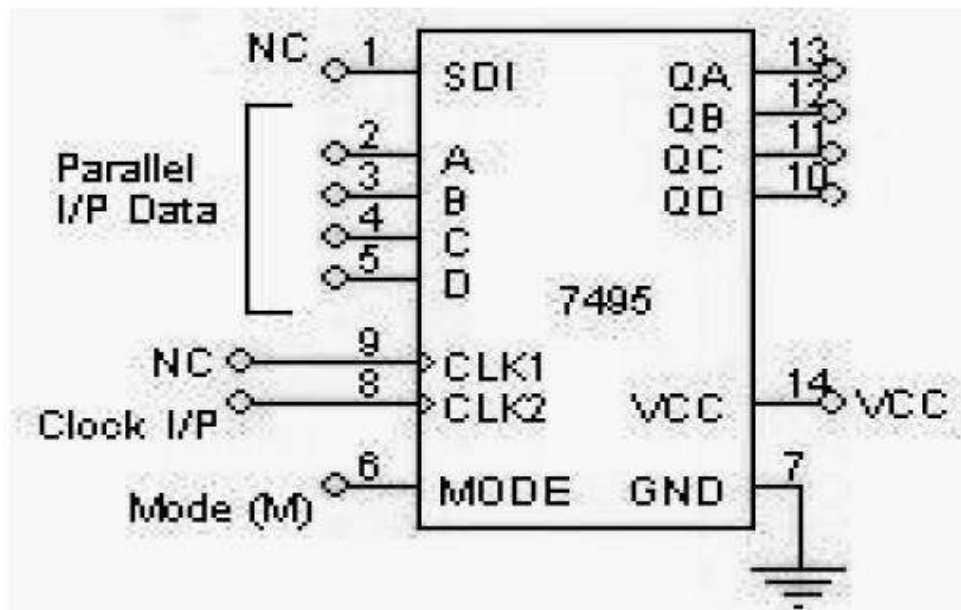 NC 1 SDI QA 13
QB 12
2 A QC 11
Parallel 3 B QD 10
I/P Data 4 C
5 D
7495
NC 9 CLK1
Clock I/P 8 CLK2 VCC 14 VCC
Mode (M) 6 MODE GND 7